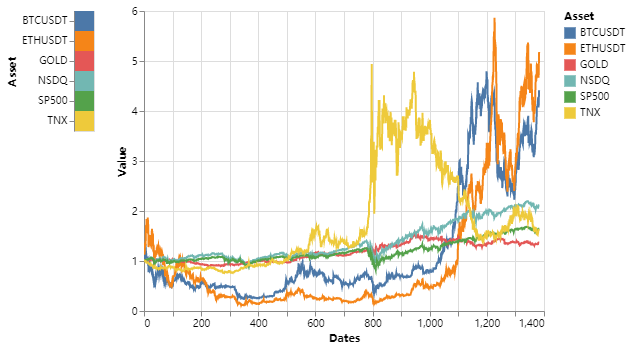 Asset
BTCUSDT
ETHUSDT
GOLD
NSDQ
SP500
TNX
Value
6
5
4
3
2
1
0
0
200
400
600
800
1,000
1,200
1,400
Dates
Asset
BTCUSDT
ETHUSDT
GOLD
NSDQ
SP500
TNX